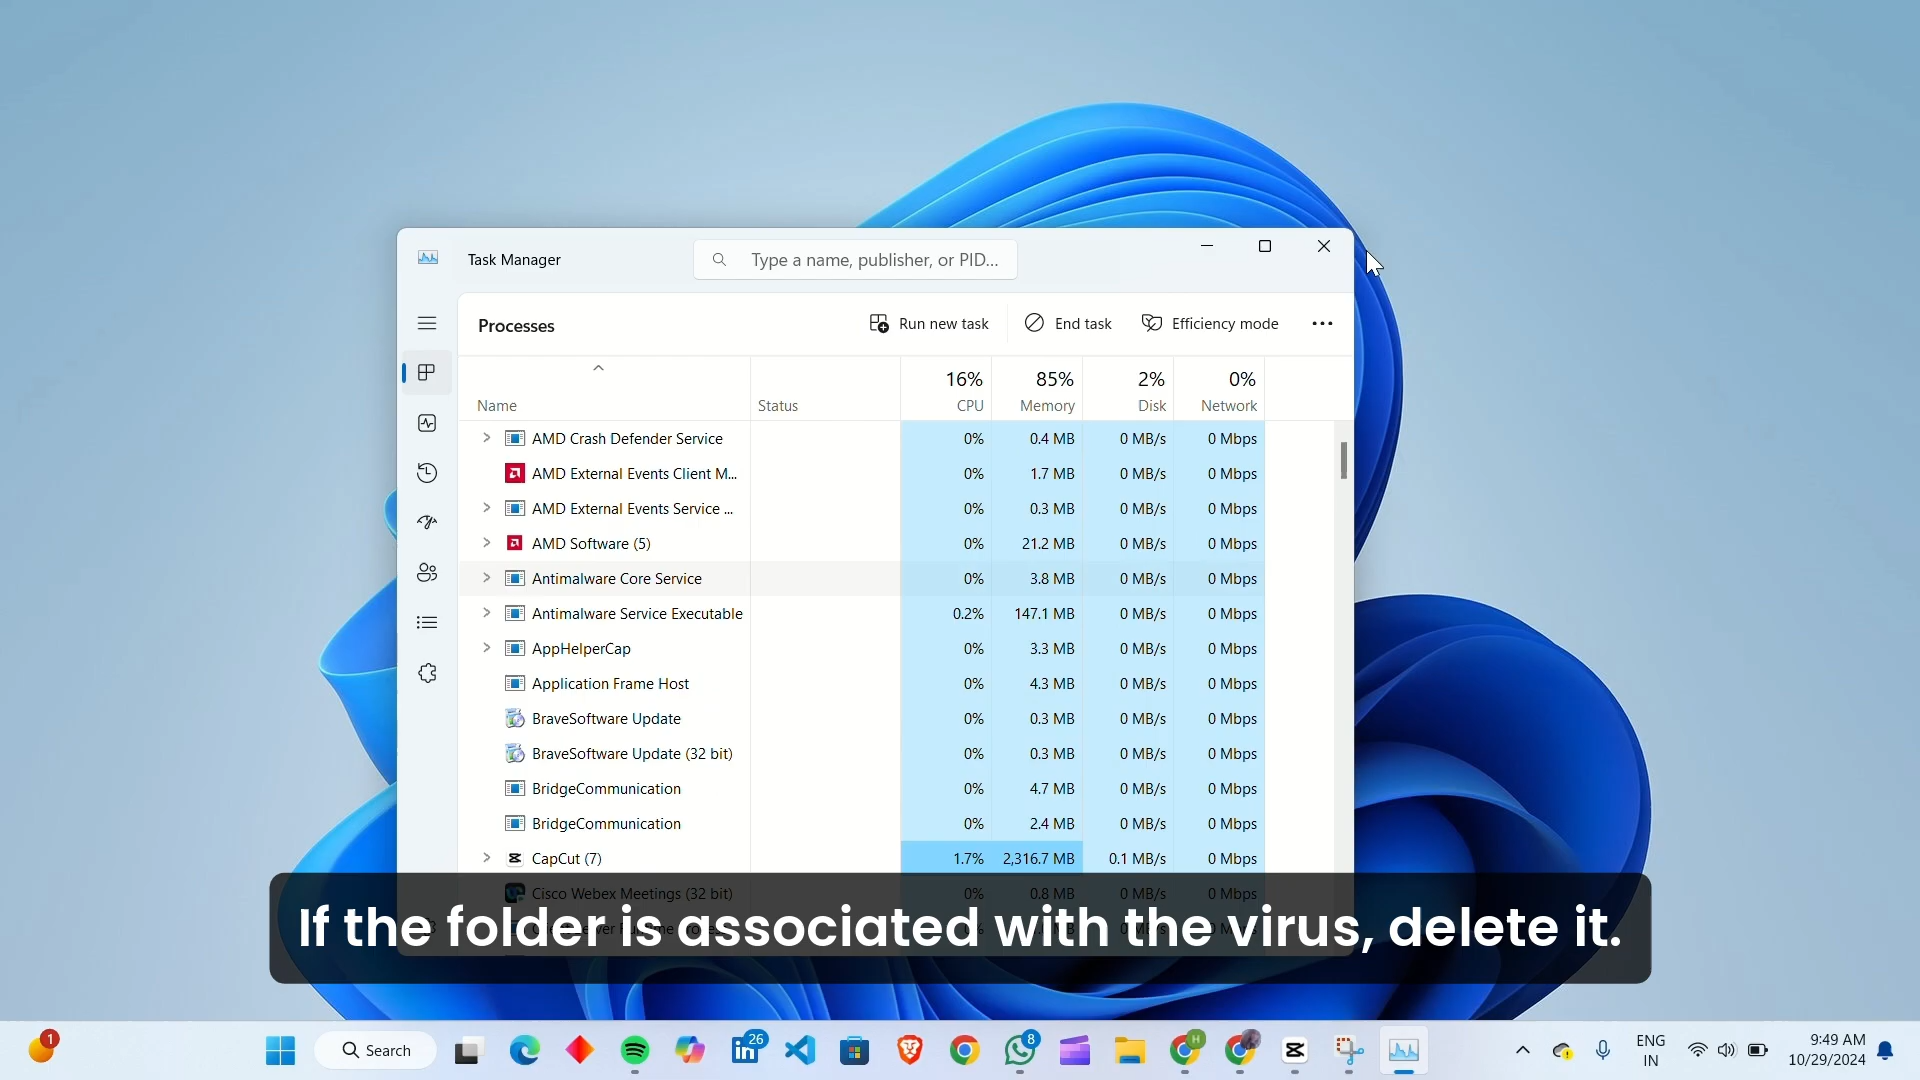 Task Manager
Type a name, publisher, or PID...
Processes
Run new task
End task
Efficiency mode
16% 85% 2% 0%
Name Status CPU Memory Disk Network
AMD Crash Defender Service 0% 0.4 MB 0 MB/s 0 Mbps
AMD External Events Client M... 0% 1.7 MB 0 MB/s 0 Mbps
AMD External Events Service ... 0% 0.3 MB 0 MB/s 0 Mbps
AMD Software (5) 0% 21.2 MB 0 MB/s 0 Mbps
Antimalware Core Service 0% 3.8 MB 0 MB/s 0 Mbps
Antimalware Service Executable 0.2% 147.1 MB 0 MB/s 0 Mbps
AppHelperCap 0% 3.3 MB 0 MB/s 0 Mbps
Application Frame Host 0% 4.3 MB 0 MB/s 0 Mbps
BraveSoftware Update 0% 0.3 MB 0 MB/s 0 Mbps
BraveSoftware Update (32 bit) 0% 0.3 MB 0 MB/s 0 Mbps
BridgeCommunication 0% 4.7 MB 0 MB/s 0 Mbps
BridgeCommunication 0% 2.4 MB 0 MB/s 0 Mbps
CapCut (7) 1.7% 2,316.7 MB 0.1 MB/s 0 Mbps
Cisco Webex Meetings (32 bit) 0% 0.8 MB 0 MB/s 0 Mbps
If the folder is associated with the virus, delete it.
1
Search
26
8
H
ENG
IN
9:49 AM
10/29/2024